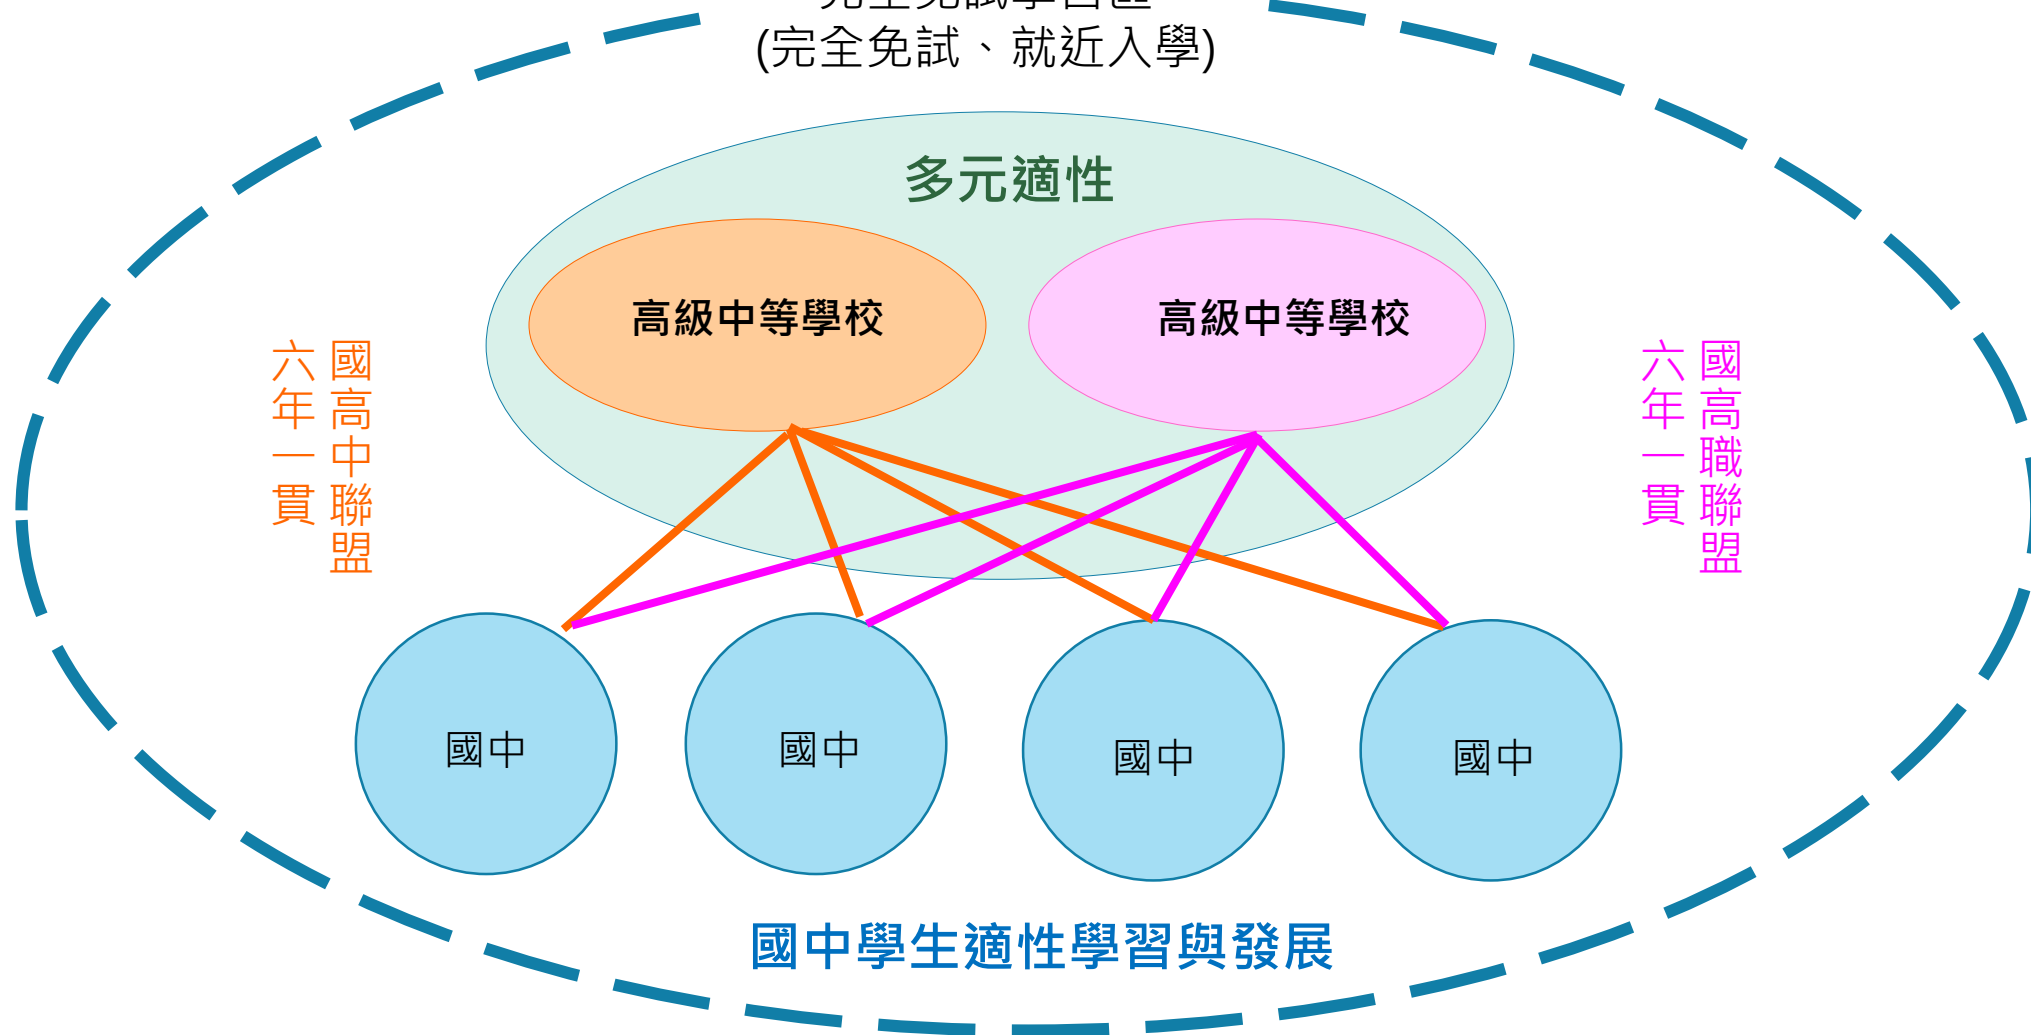 (完全免試、就近入學)
多元適性
高級中等學校
高級中等學校
國高中聯盟
六年一貫
國高職聯盟
六年一貫
國中
國中
國中
國中
國中學生適性學習與發展